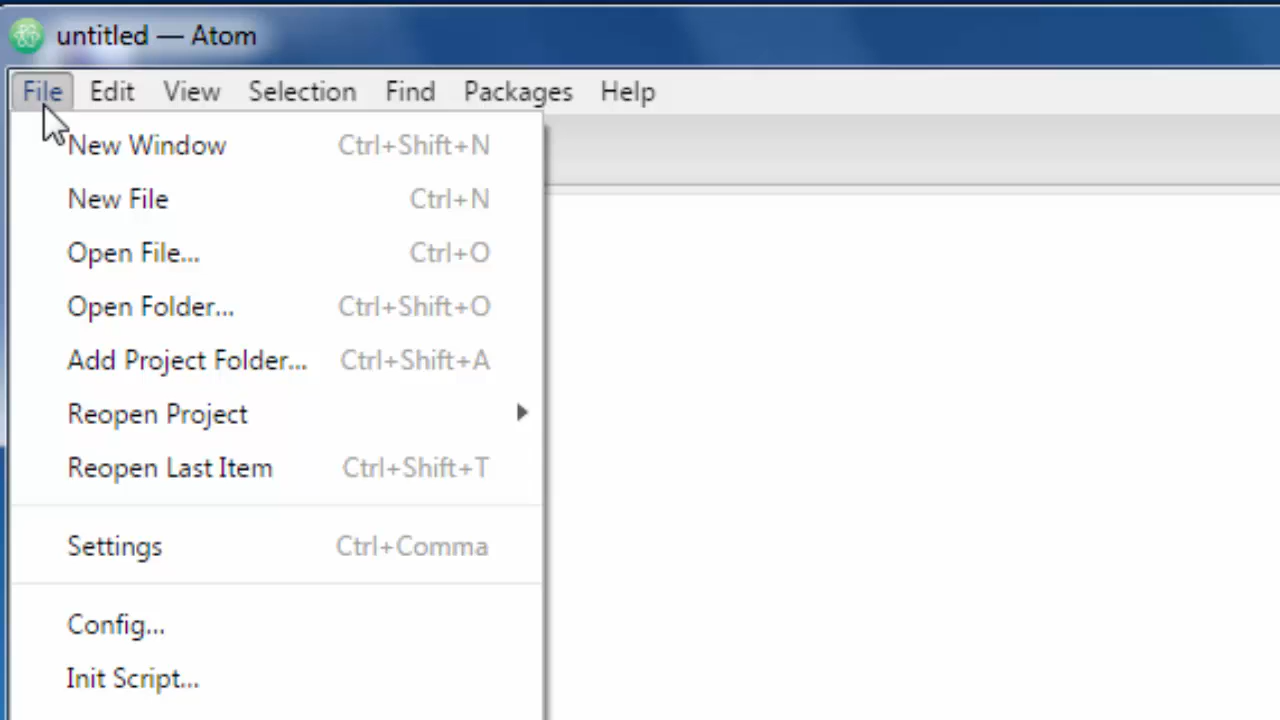 untitled — Atom
File Edit View Selection Find Packages Help
New Window Ctrl+Shift+N
New File Ctrl+N
Open File... Ctrl+O
Open Folder... Ctrl+Shift+O
Add Project Folder... Ctrl+Shift+A
Reopen Project
Reopen Last Item Ctrl+Shift+T
Settings Ctrl+Comma
Config...
Init Script...